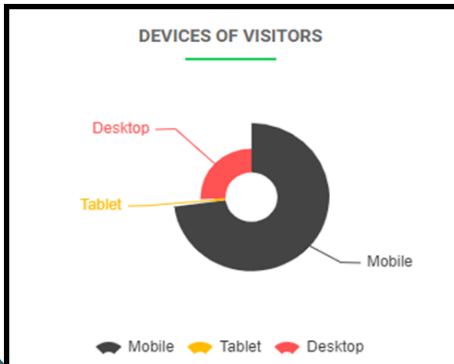 DEVICES OF VISITORS
Desktop
Tablet
Mobile
Mobile Tablet Desktop